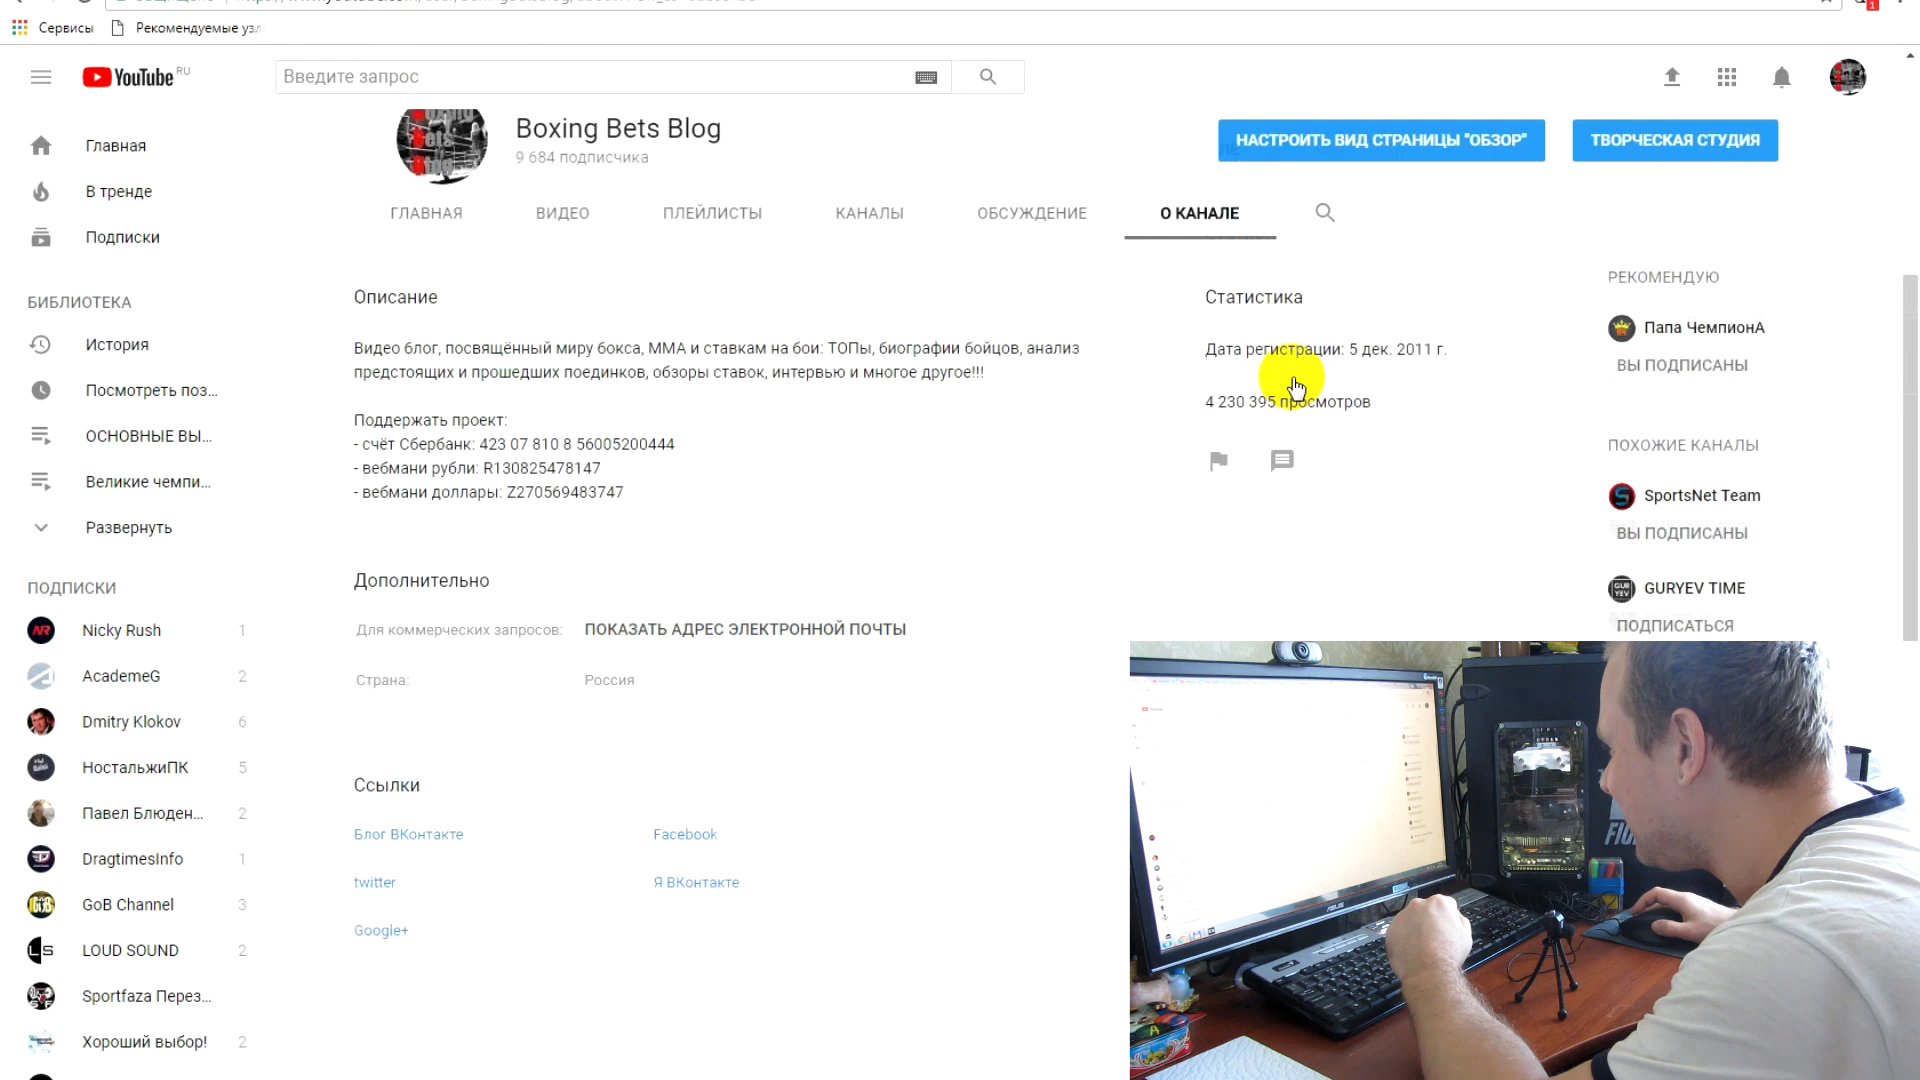 Сервисы
Рекомендуемые узл
YouTube RU
Введите запрос
1
Boxing Bets Blog
9 684 подписчика
НАСТРОИТЬ ВИД СТРАНИЦЫ "ОБЗОР"
ТВОРЧЕСКАЯ СТУДИЯ
ГЛАВНАЯ
ВИДЕО
ПЛЕЙЛИСТЫ
КАНАЛЫ
ОБСУЖДЕНИЕ
О КАНАЛЕ
Главная
В тренде
Подписки
БИБЛИОТЕКА
История
Посмотреть поз...
ОСНОВНЫЕ ВЫ...
Великие чемпи...
Развернуть
ПОДПИСКИ
Nicky Rush 1
AcademeG 2
Dmitry Klokov 6
НостальжиПК 5
Павел Блюден... 2
DragtimesInfo 1
GoB Channel 3
LOUD SOUND 2
Sportfaza Перез...
Хороший выбор! 2
Описание
Видео блог, посвящённый миру бокса, ММА и ставкам на бои: ТОПы, биографии бойцов, анализ
предстоящих и прошедших поединков, обзоры ставок, интервью и многое другое!!!
Поддержать проект:
- счёт Сбербанк: 423 07 810 8 56005200444
- вебмани рубли: R130825478147
- вебмани доллары: Z270569483747
Дополнительно
Для коммерческих запросов: ПОКАЗАТЬ АДРЕС ЭЛЕКТРОННОЙ ПОЧТЫ
Страна: Россия
Ссылки
Блог ВКонтакте
Facebook
twitter
Я ВКонтакте
Google+
Статистика
Дата регистрации: 5 дек. 2011 г.
4 230 395 просмотров
РЕКОМЕНДУЮ
Папа ЧемпионА
ВЫ ПОДПИСАНЫ
ПОХОЖИЕ КАНАЛЫ
SportsNet Team
ВЫ ПОДПИСАНЫ
GURYEV TIME
ПОДПИСАТЬСЯ
ASUS